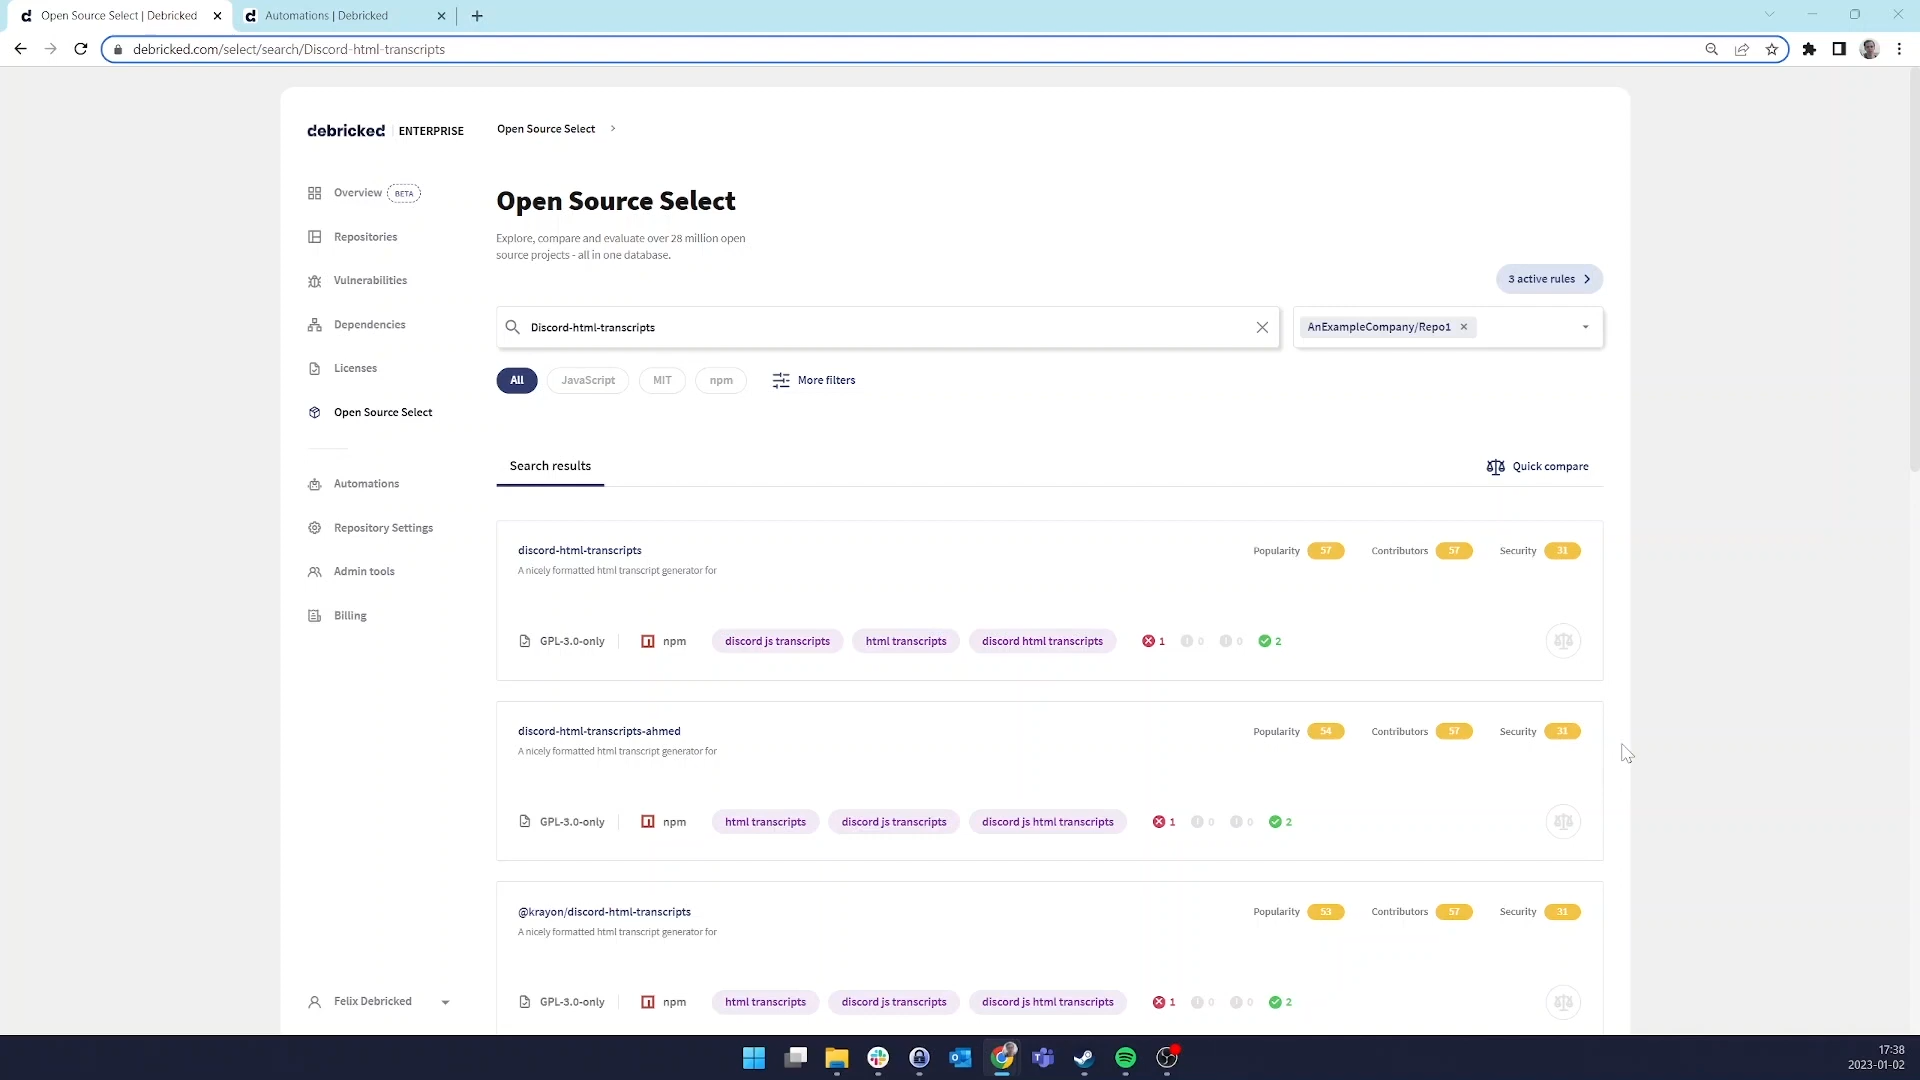 Open Source Select | Debricked
Automations | Debricked
debricked.com/select/search/Discord-html-transcripts
debricked ENTERPRISE
Open Source Select
Overview BETA
Repositories
Vulnerabilities
Dependencies
Licenses
Open Source Select
Automations
Repository Settings
Admin tools
Billing
Felix Debricked
Open Source Select
Explore, compare and evaluate over 28 million open
source projects - all in one database.
3 active rules
Discord-html-transcripts
AnExampleCompany/Repo1
All JavaScript MIT npm More filters
Search results
Quick compare
discord-html-transcripts
Popularity 57 Contributors 57 Security 31
A nicely formatted html transcript generator for
GPL-3.0-only npm discord js transcripts html transcripts discord html transcripts 1 0 0 2
discord-html-transcripts-ahmed
Popularity 54 Contributors 57 Security 31
A nicely formatted html transcript generator for
GPL-3.0-only npm html transcripts discord js transcripts discord js html transcripts 1 0 0 2
@krayon/discord-html-transcripts
Popularity 53 Contributors 57 Security 31
A nicely formatted html transcript generator for
GPL-3.0-only npm html transcripts discord js transcripts discord js html transcripts 1 0 0 2
17:38
2023-01-02